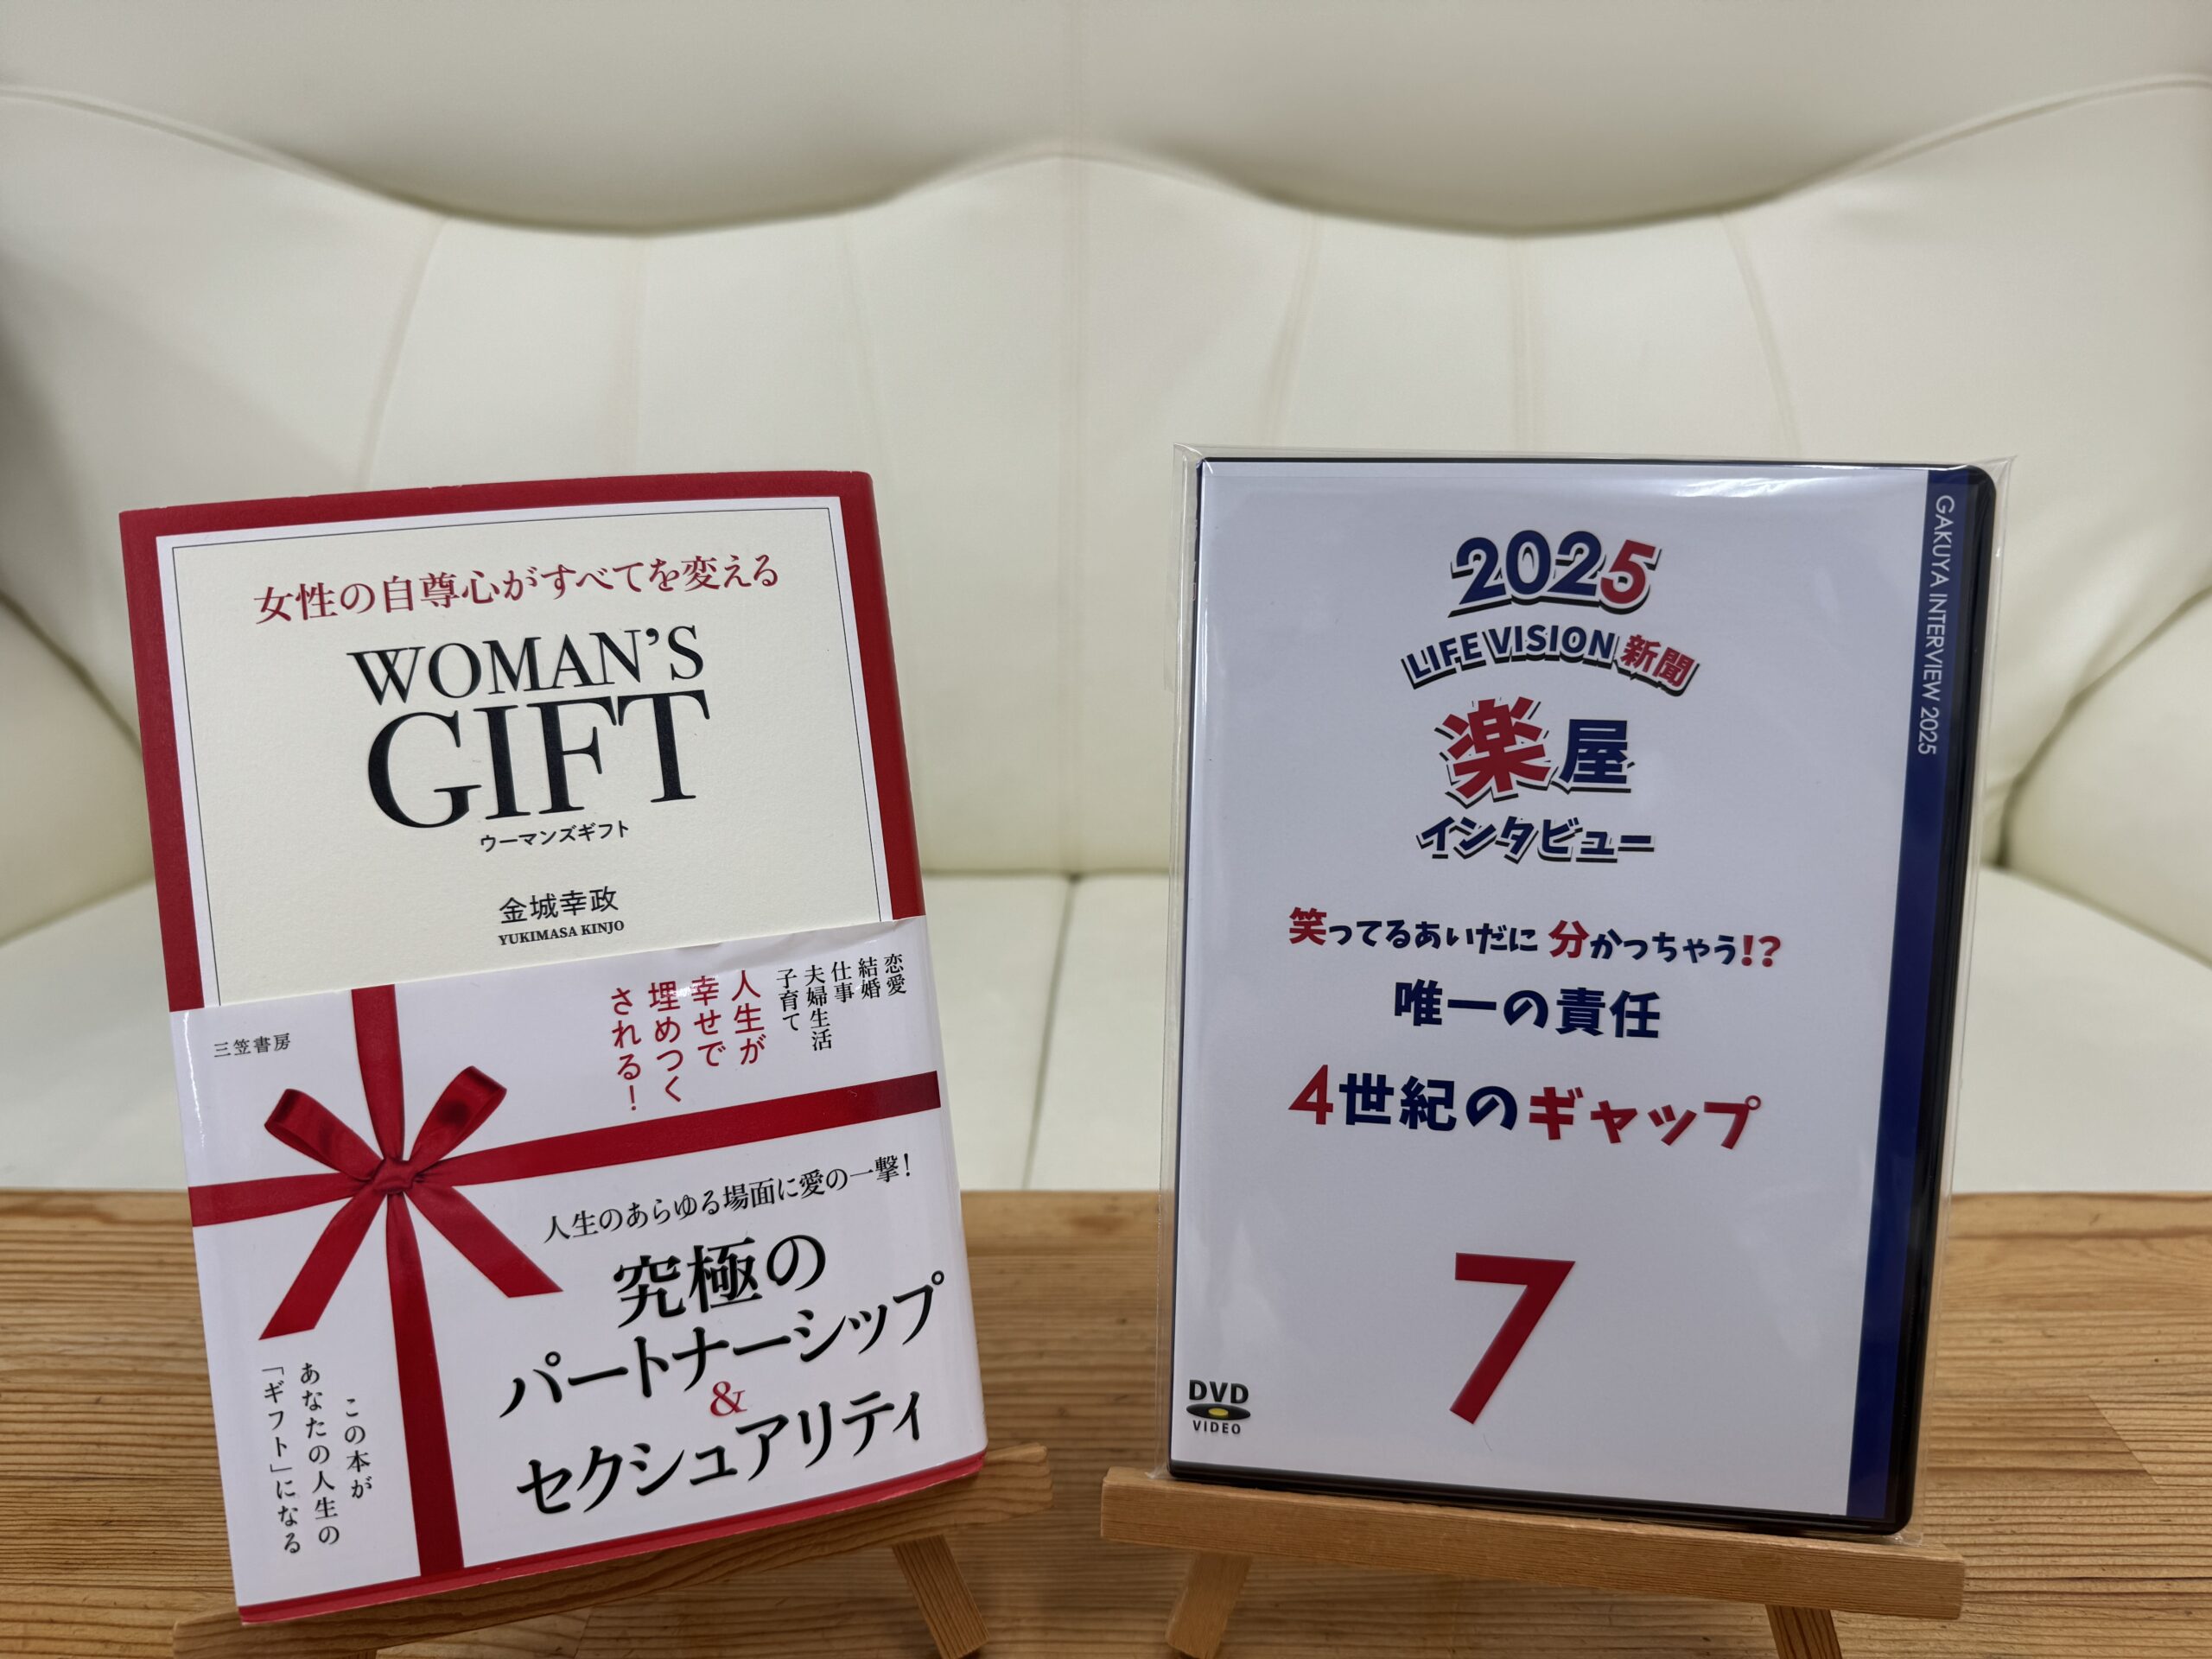 女性の自尊心がすべてを変える
WOMAN'S
GIFT
ウーマンズギフト
金城幸政
YUKIMASA KINJO
恋愛
結婚
仕事
夫婦生活
子育て
人生が
幸せで
埋めつく
される!
三笠書房
人生のあらゆる場面に愛の一撃!
究極の
パートナーシップ
&
セクシュアリティ
この本が
あなたの人生の
「ギフト」になる
2025
LIFE VISION 新聞
楽屋
インタビュー
笑ってるあいだに 分かっちゃう!?
唯一の責任
4世紀のギャップ
7
DVD
VIDEO
GAKUYA INTERVIEW 2025